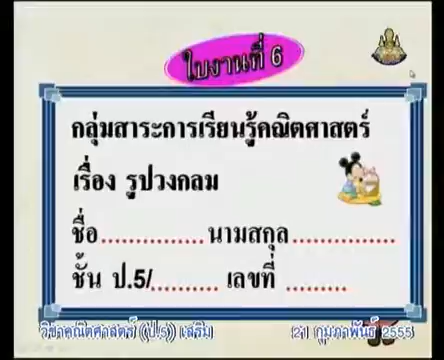 ใบงานที่ 6
กลุ่มสาระการเรียนรู้คณิตศาสตร์
เรื่อง รูปวงกลม
ชื่อ..............นามสกุล..............
ชั้น ป.5/......... เลขที่ .........
วิชาคณิตศาสตร์ (ป.5) เสริม 21 กุมภาพันธ์ 2555